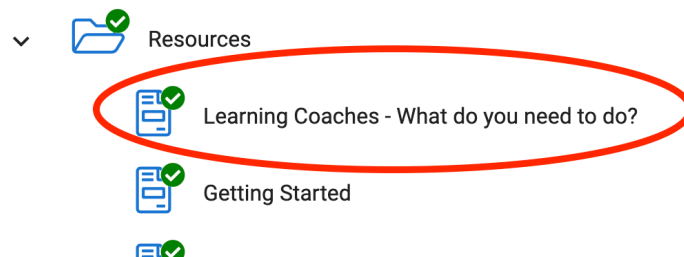 Resources
Learning Coaches - What do you need to do?
Getting Started